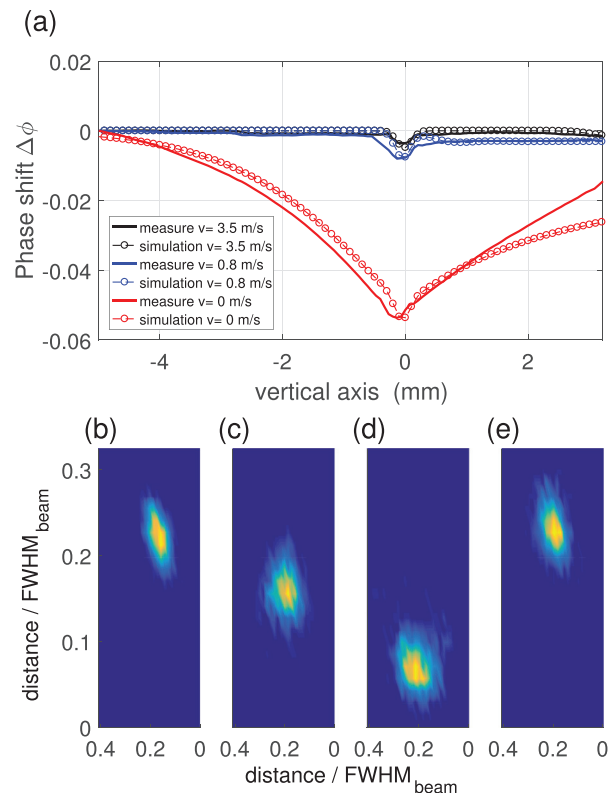 (a)
0.02
0
-0.02
-0.04
-0.06
Phase shift Δϕ
measure v= 3.5 m/s
simulation v= 3.5 m/s
measure v= 0.8 m/s
simulation v= 0.8 m/s
measure v= 0 m/s
simulation v= 0 m/s
-4 -2 0 2
vertical axis (mm)
(b) (c) (d) (e)
0.3
0.2
0.1
0
distance / FWHM_beam
0.4 0.2 0 0.4 0.2 0 0.4 0.2 0 0.4 0.2 0
distance / FWHM_beam